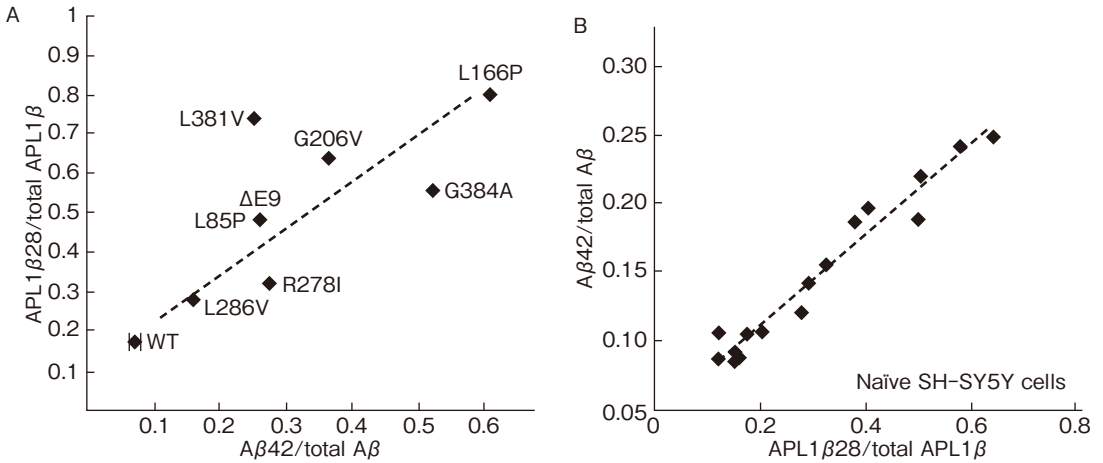 A
APL1β28/total APL1β
1
0.9
0.8
0.7
0.6
0.5
0.4
0.3
0.2
0.1
L166P
L381V
G206V
G384A
ΔE9
L85P
R278I
L286V
WT
0.1
0.2
0.3
0.4
0.5
0.6
Aβ42/total Aβ
B
Aβ42/total Aβ
0.30
0.25
0.20
0.15
0.10
0.05
Naïve SH-SY5Y cells
0
0.2
0.4
0.6
0.8
APL1β28/total APL1β